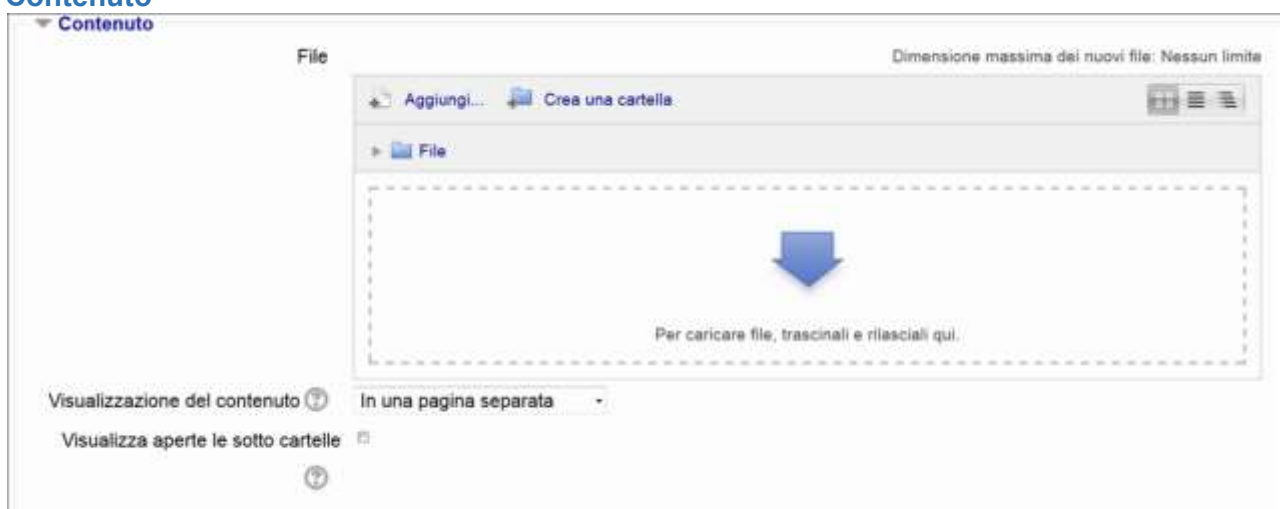 Contenuto
Contenuto
File
Dimensione massima dei nuovi file: Nessun limite
Aggiungi...
Crea una cartella
File
Per caricare file, trascinali e rilasciali qui.
Visualizzazione del contenuto
In una pagina separata
Visualizza aperte le sotto cartelle